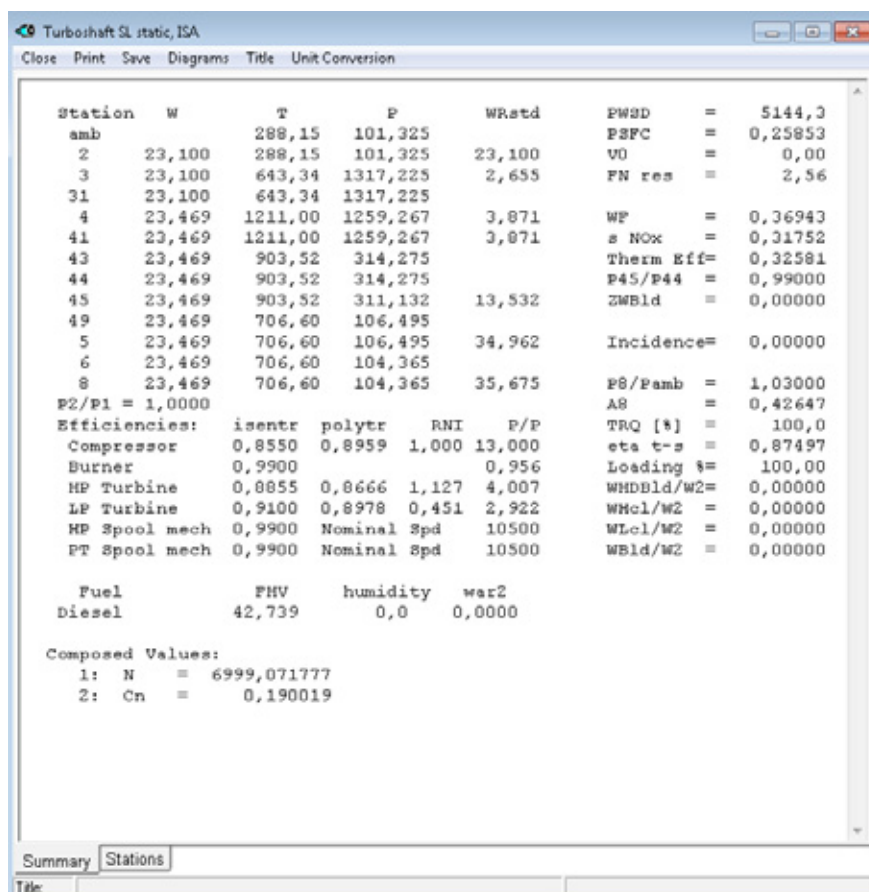 Turboshaft SL static, ISA
Close Print Save Diagrams Title Unit Conversion
Station W T P WRstd PWSD = 5144,3
amb 288,15 101,325 PSFC = 0,25853
2 23,100 288,15 101,325 23,100 V0 = 0,00
3 23,100 643,34 1317,225 2,655 FN res = 2,56
31 23,100 643,34 1317,225
4 23,469 1211,00 1259,267 3,871 WF = 0,36943
41 23,469 1211,00 1259,267 3,871 s NOx = 0,31752
43 23,469 903,52 314,275 Therm Eff= 0,32581
44 23,469 903,52 314,275 P45/P44 = 0,99000
45 23,469 903,52 311,132 13,532 ZWBld = 0,00000
49 23,469 706,60 106,495
5 23,469 706,60 106,495 34,962 Incidence= 0,00000
6 23,469 706,60 104,365
8 23,469 706,60 104,365 35,675 P8/Pamb = 1,03000
P2/P1 = 1,0000 A8 = 0,42647
Efficiencies: isentr polytr RNI P/P TRQ [%] = 100,0
Compressor 0,8550 0,8959 1,000 13,000 eta t-s = 0,87497
Burner 0,9900 0,956 Loading %= 100,00
HP Turbine 0,8855 0,8666 1,127 4,007 WHDBld/W2= 0,00000
LP Turbine 0,9100 0,8978 0,451 2,922 WHcl/W2 = 0,00000
HP Spool mech 0,9900 Nominal Spd 10500 WLcl/W2 = 0,00000
PT Spool mech 0,9900 Nominal Spd 10500 WBld/W2 = 0,00000
Fuel FHV humidity war2
Diesel 42,739 0,0 0,0000
Composed Values:
1: N = 6999,071777
2: Cn = 0,190019
Summary Stations
Title: